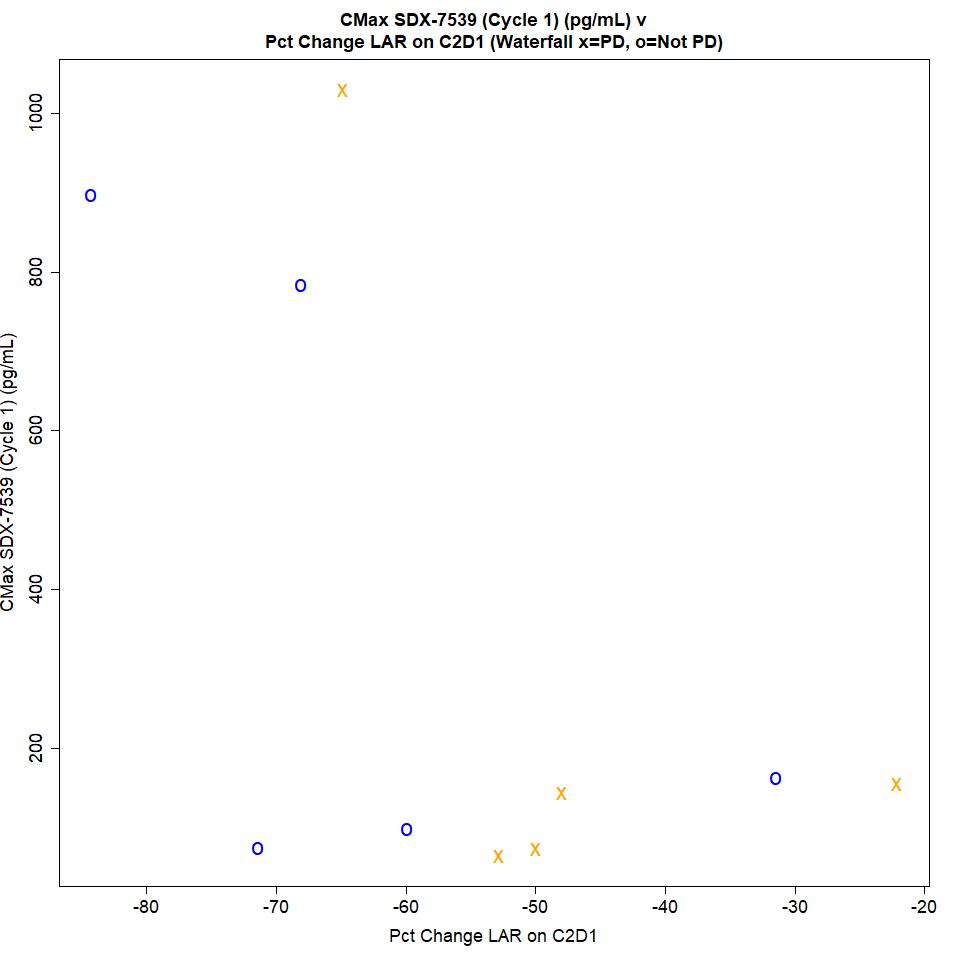 CMax SDX-7539 (Cycle 1) (pg/mL) v
Pct Change LAR on C2D1 (Waterfall x=PD, o=Not PD)
CMax SDX-7539 (Cycle 1) (pg/mL)
1000
800
600
400
200
X
O
O
X
O
X
O
X
X
O
X
-80
-70
-60
-50
-40
-30
-20
Pct Change LAR on C2D1